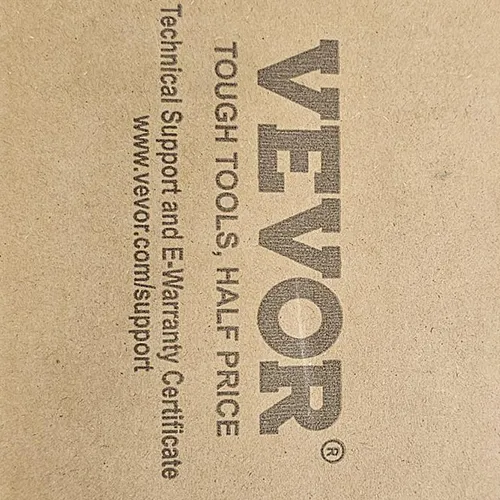 VEVOR®
TOUGH TOOLS, HALF PRICE
Technical Support and E-Warranty Certificate
www.vevor.com/support